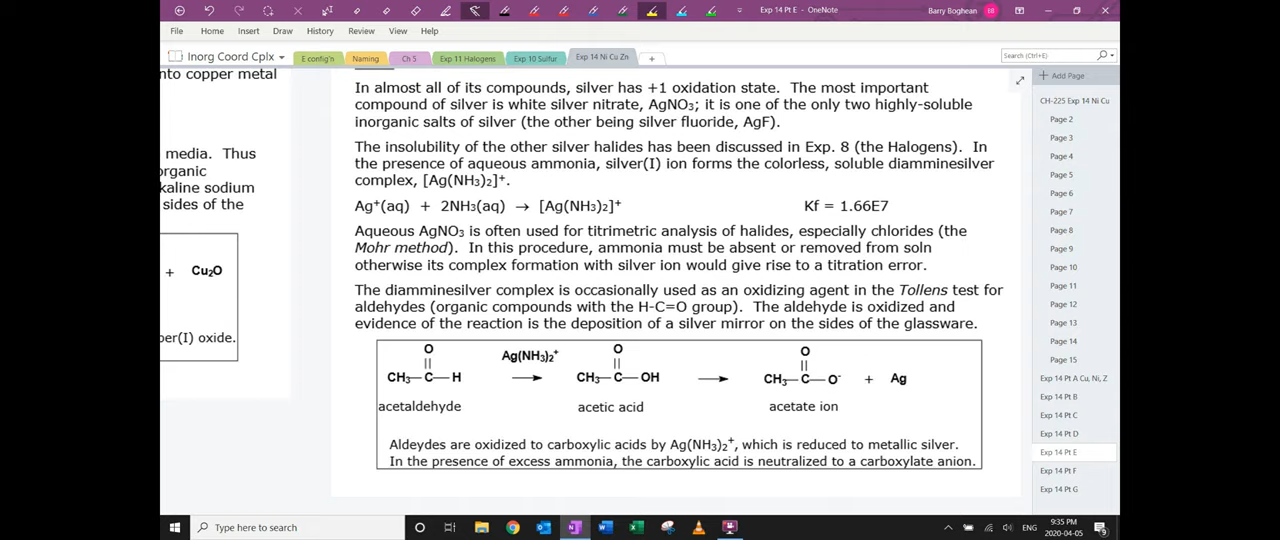 Exp 14 Pt E - OneNote
Barry Boghean
File Home Insert Draw History Review View Help
Inorg Coord Cplx
E config'n
Naming
Ch 5
Exp 11 Halogens
Exp 10 Sulfur
Exp 14 Ni Cu Zn
+
Search (Ctrl+E)
nto copper metal
media. Thus
organic
kaline sodium
sides of the
+ Cu2O
per(I) oxide.
In almost all of its compounds, silver has +1 oxidation state. The most important
compound of silver is white silver nitrate, AgNO₃; it is one of the only two highly-soluble
inorganic salts of silver (the other being silver fluoride, AgF).
The insolubility of the other silver halides has been discussed in Exp. 8 (the Halogens). In
the presence of aqueous ammonia, silver(I) ion forms the colorless, soluble diamminesilver
complex, [Ag(NH₃)₂]⁺.
Ag⁺(aq) + 2NH₃(aq) → [Ag(NH₃)₂]⁺ Kf = 1.66E7
Aqueous AgNO₃ is often used for titrimetric analysis of halides, especially chlorides (the
Mohr method). In this procedure, ammonia must be absent or removed from soln
otherwise its complex formation with silver ion would give rise to a titration error.
The diamminesilver complex is occasionally used as an oxidizing agent in the Tollens test for
aldehydes (organic compounds with the H-C=O group). The aldehyde is oxidized and
evidence of the reaction is the deposition of a silver mirror on the sides of the glassware.
O Ag(NH₃)₂⁺ O O
CH₃—C—H → CH₃—C—OH → CH₃—C—O⁻ + Ag
acetaldehyde acetic acid acetate ion
Aldeydes are oxidized to carboxylic acids by Ag(NH₃)₂⁺, which is reduced to metallic silver.
In the presence of excess ammonia, the carboxylic acid is neutralized to a carboxylate anion.
+ Add Page
CH-225 Exp 14 Ni Cu
Page 2
Page 3
Page 4
Page 5
Page 6
Page 7
Page 8
Page 9
Page 10
Page 11
Page 12
Page 13
Page 14
Page 15
Exp 14 Pt A Cu, Ni, Z
Exp 14 Pt B
Exp 14 Pt C
Exp 14 Pt D
Exp 14 Pt E
Exp 14 Pt F
Exp 14 Pt G
Type here to search
ENG
9:35 PM
2020-04-05